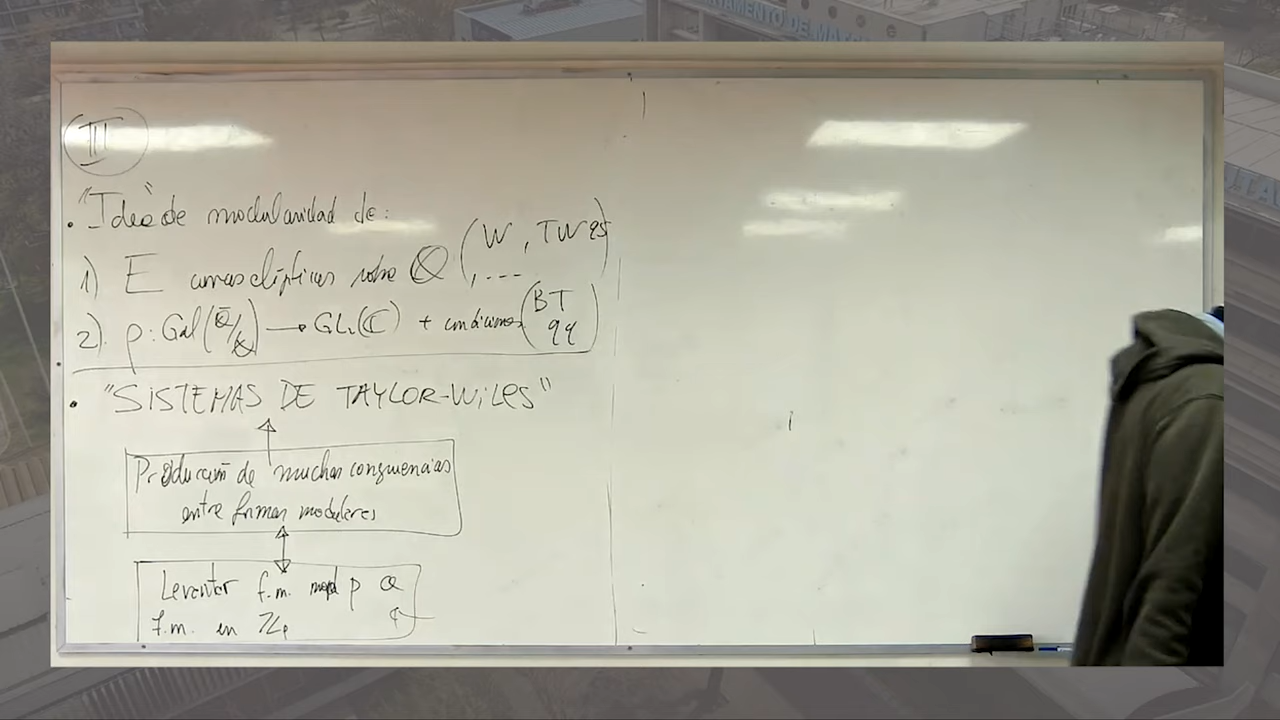 III
• "Idea" de modularidad de:
1) E curvas elípticas sobre ℚ (W, TW 95, ...)
2). ρ: Gal(ℚ̄/ℚ) → GL₂(ℂ) + condiciones (BT 99)
• "SISTEMAS DE TAYLOR-WILES"
Producción de muchas congruencias
entre formas modulares
Levantar f.m. mod p a
f.m. en ℤₚ